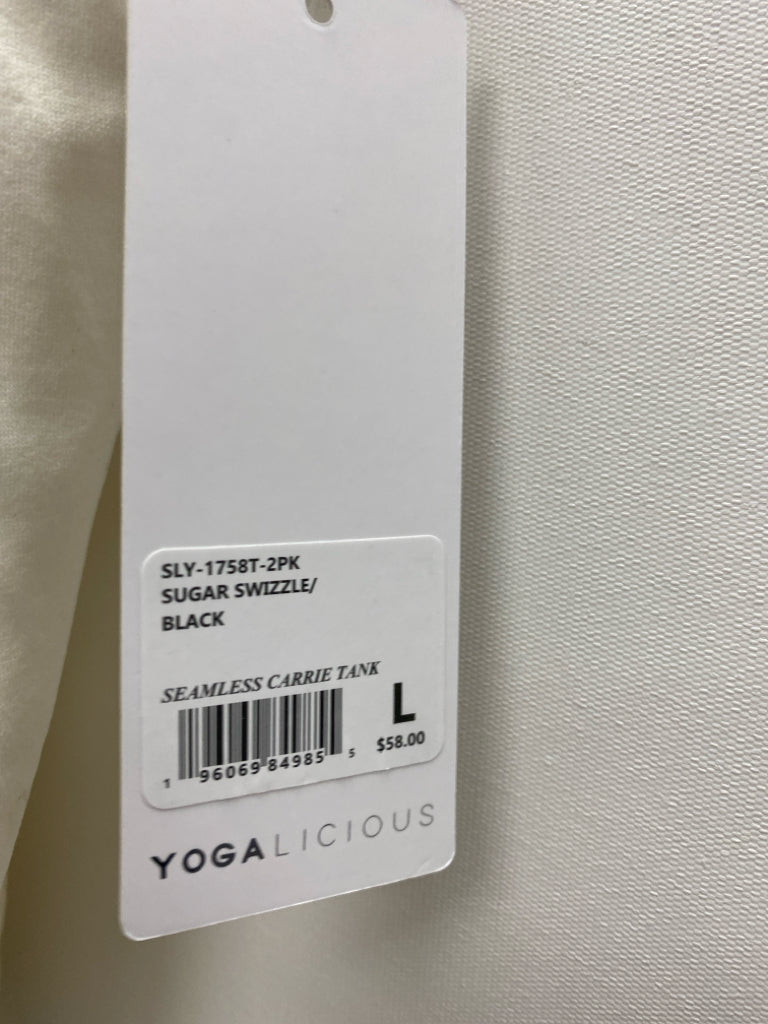 SLY-1758T-2PK
SUGAR SWIZZLE/
BLACK
SEAMLESS CARRIE TANK
L
$58.00
1 96069 84985 5
YOGALICIOUS